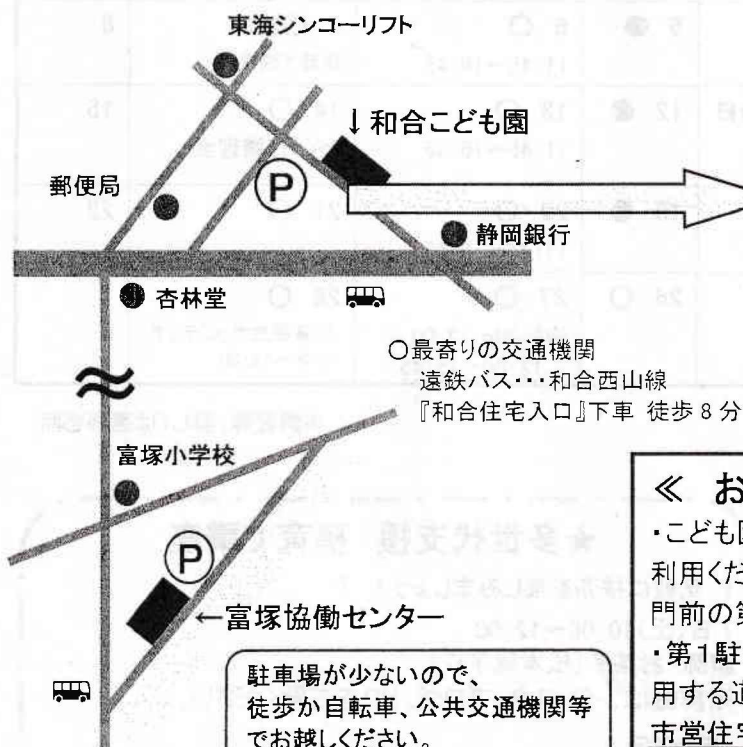 東海シンコーリフト
↓和合こども園
郵便局
P
静岡銀行
杏林堂
○最寄りの交通機関
遠鉄バス・・・和合西山線
『和合住宅入口』下車 徒歩8分
富塚小学校
P
←富塚協働センター
駐車場が少ないので、
徒歩か自転車、公共交通機関等
でお越しください。
≪ お
・こども園
利用くだ
門前の第
・第1駐
用する道
市営住宅